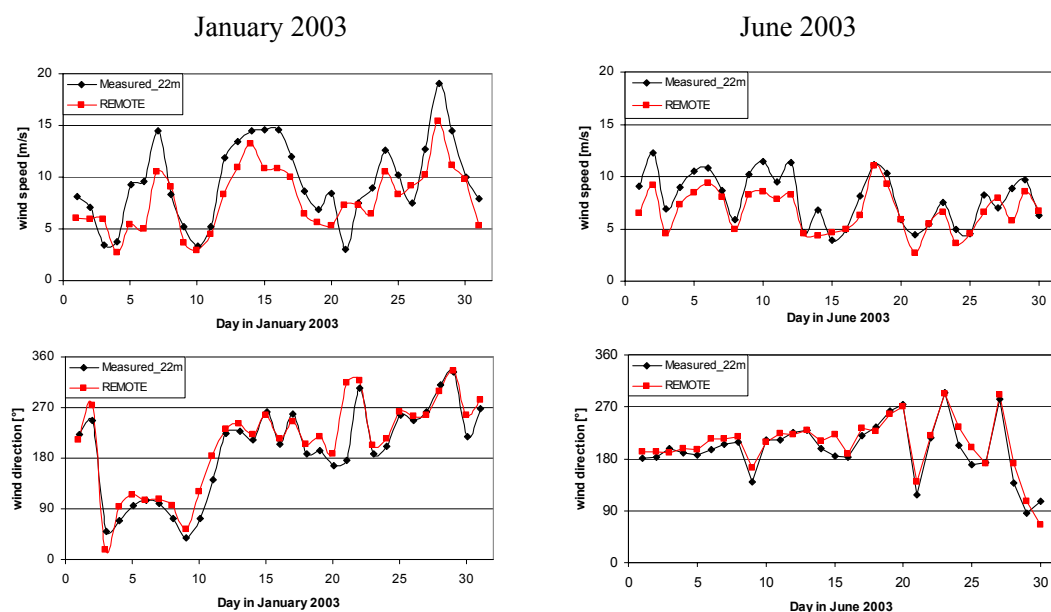 January 2003
June 2003
20
15
10
5
0
wind speed [m/s]
Measured_22m
REMOTE
0 5 10 15 20 25 30
Day in January 2003
20
15
10
5
0
wind speed [m/s]
Measured_22m
REMOTE
0 5 10 15 20 25 30
Day in June 2003
360
270
180
90
0
wind direction [°]
Measured_22m
REMOTE
0 5 10 15 20 25 30
Day in January 2003
360
270
180
90
0
wind direction [°]
Measured_22m
REMOTE
0 5 10 15 20 25 30
Day in June 2003